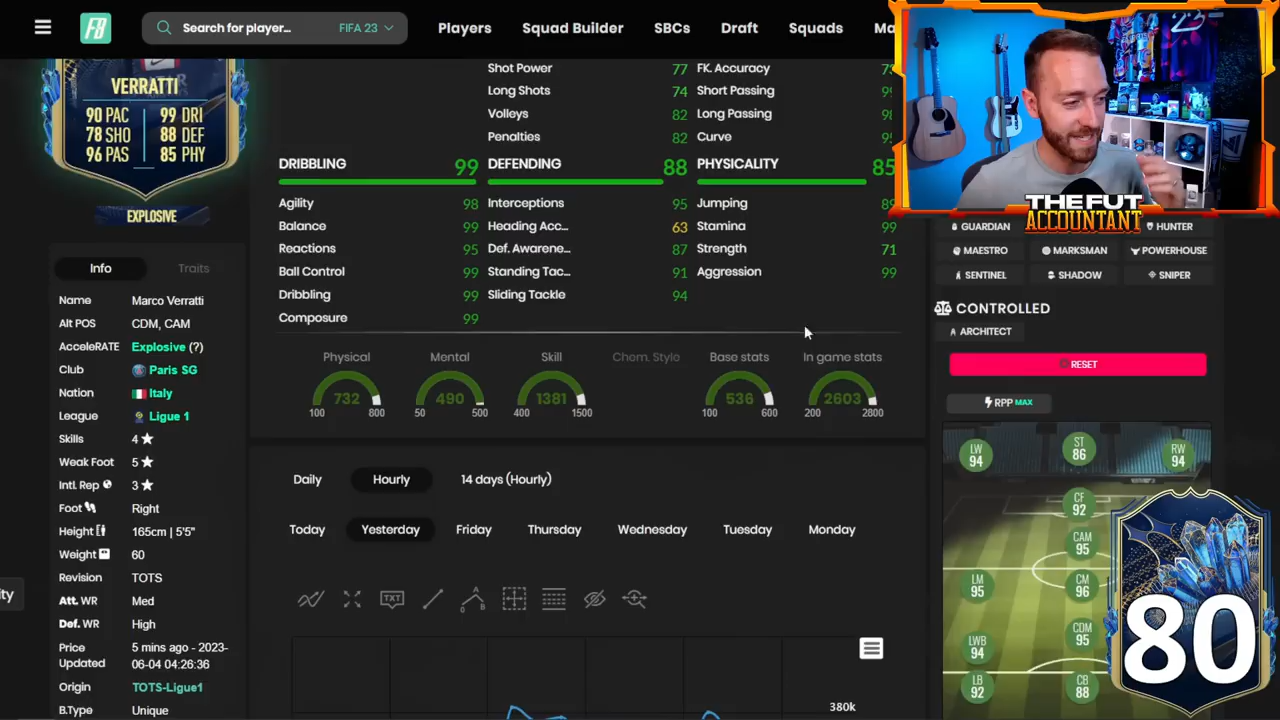 FB
Search for player...
FIFA 23
Players
Squad Builder
SBCs
Draft
Squads
VERRATTI
90 PAC 99 DRI
78 SHO 88 DEF
96 PAS 85 PHY
EXPLOSIVE
Shot Power 77
Long Shots 74
Volleys 82
Penalties 82
FK. Accuracy
Short Passing
Long Passing
Curve
DRIBBLING 99
Agility 98
Balance 99
Reactions 95
Ball Control 99
Dribbling 99
Composure 99
DEFENDING 88
Interceptions 95
Heading Acc... 63
Def. Awarene... 87
Standing Tac... 91
Sliding Tackle 94
PHYSICALITY 85
Jumping
Stamina 99
Strength 71
Aggression 99
Physical
732
100 800
Mental
490
50 500
Skill
1381
400 1500
Chem. Style
Base stats
536
100 600
In game stats
2603
200 2800
Info
Traits
Name Marco Verratti
Alt POS CDM, CAM
AcceleRATE Explosive (?)
Club Paris SG
Nation Italy
League Ligue 1
Skills 4
Weak Foot 5
Intl. Rep 3
Foot Right
Height 165cm | 5'5"
Weight 60
Revision TOTS
Att. WR Med
Def. WR High
Price Updated 5 mins ago - 2023-06-04 04:26:36
Origin TOTS-Ligue1
B.Type Unique
Daily
Hourly
14 days (Hourly)
Today
Yesterday
Friday
Thursday
Wednesday
Tuesday
Monday
TXT
380k
THE FUT
ACCOUNTANT
GUARDIAN
HUNTER
MAESTRO
MARKSMAN
POWERHOUSE
SENTINEL
SHADOW
SNIPER
CONTROLLED
ARCHITECT
RESET
RPP MAX
LW 94
ST 86
RW 94
CF 92
CAM 95
LM 95
CM 96
CDM 95
LWB 94
LB 92
CB 88
80